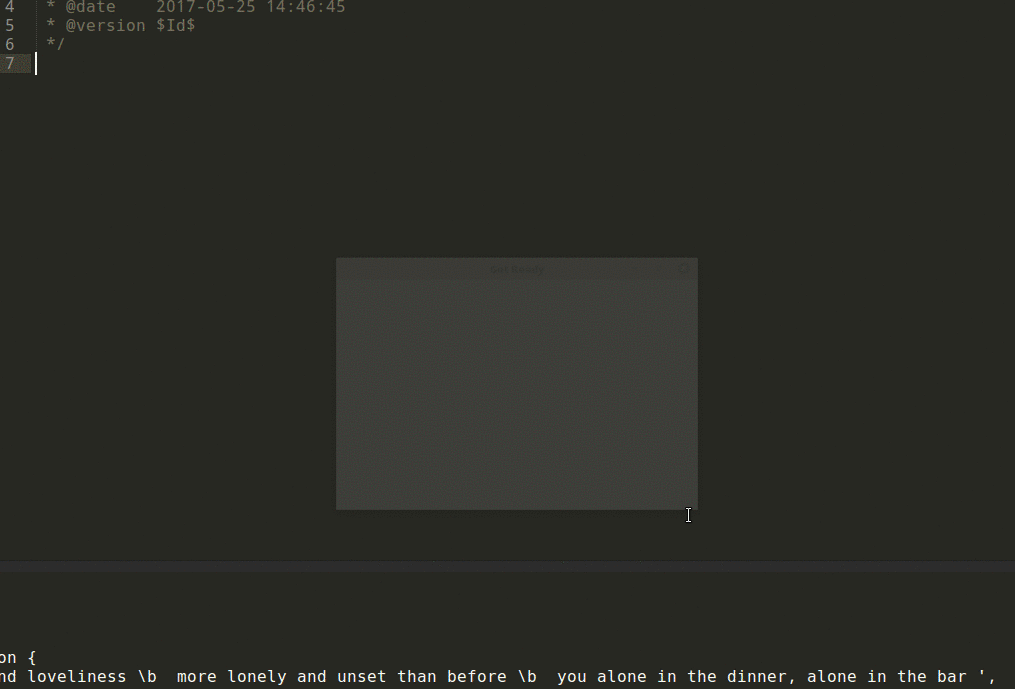 4 * @date    2017-05-25 14:46:45
5 * @version $Id$
6 */
7
on {
nd loveliness \b  more lonely and unset than before \b  you alone in the dinner, alone in the bar ',